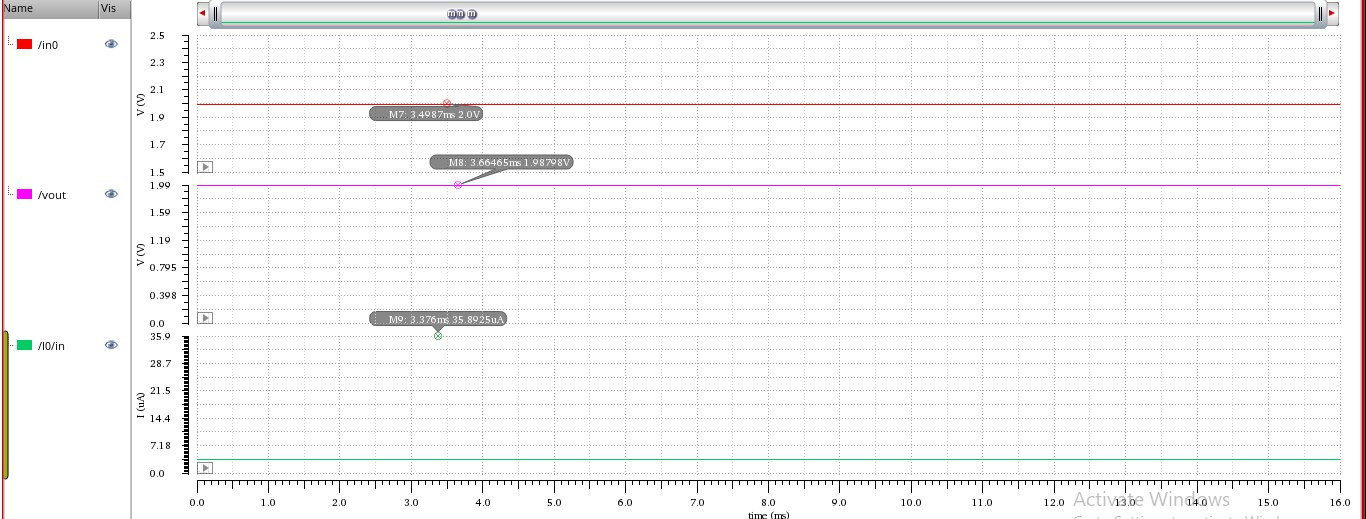 Name Vis
/in0
/vout
/I0/in
m m m
2.5
2.3
2.1
1.9
1.7
1.5
V (V)
M7: 3.4987ms 2.0V
M8: 3.66465ms 1.98798V
1.99
1.59
1.19
0.795
0.398
0.0
V (V)
M9: 3.376ms 35.8925uA
35.9
28.7
21.5
14.4
7.18
0.0
I (uA)
0.0 1.0 2.0 3.0 4.0 5.0 6.0 7.0 8.0 9.0 10.0 11.0 12.0 13.0 14.0 15.0 16.0
time (ms)
Activate Windows